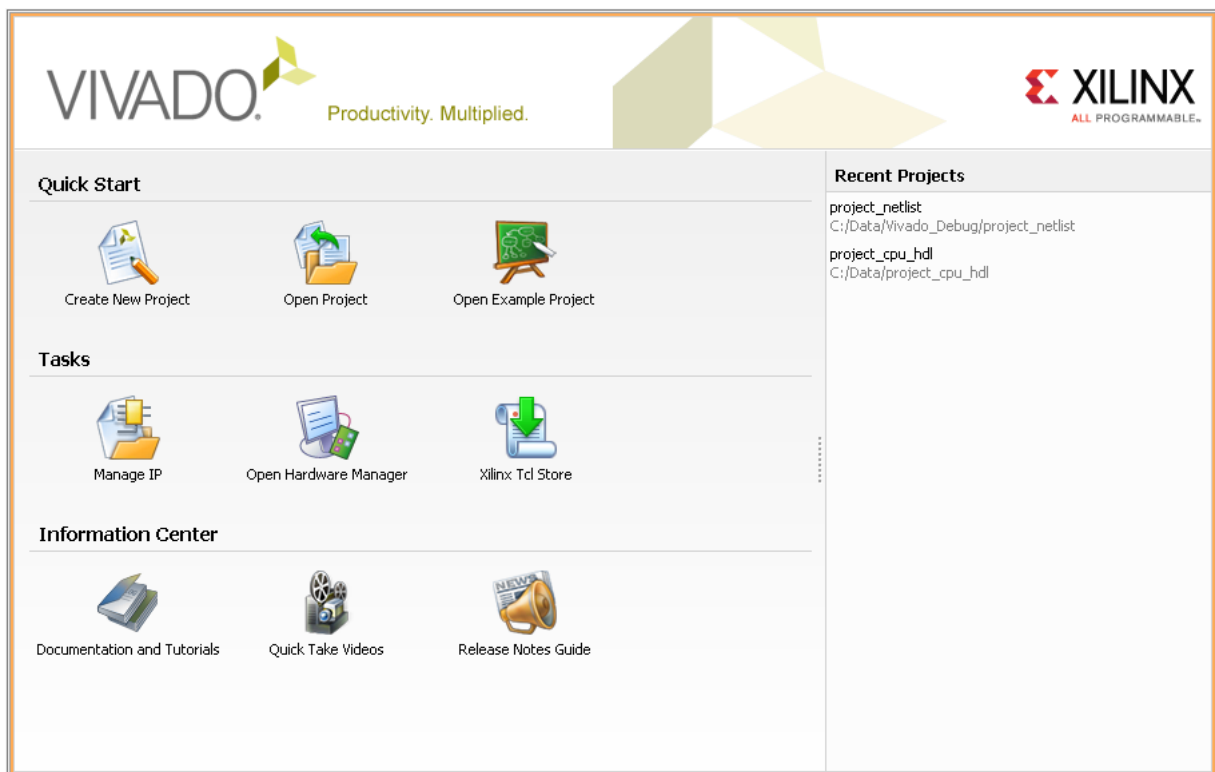 VIVADO.
Productivity. Multiplied.
XILINX
ALL PROGRAMMABLE™
Quick Start
Create New Project
Open Project
Open Example Project
Tasks
Manage IP
Open Hardware Manager
Xilinx Tcl Store
Information Center
NEWS
Documentation and Tutorials
Quick Take Videos
Release Notes Guide
Recent Projects
project_netlist
C:/Data/Vivado_Debug/project_netlist
project_cpu_hdl
C:/Data/project_cpu_hdl